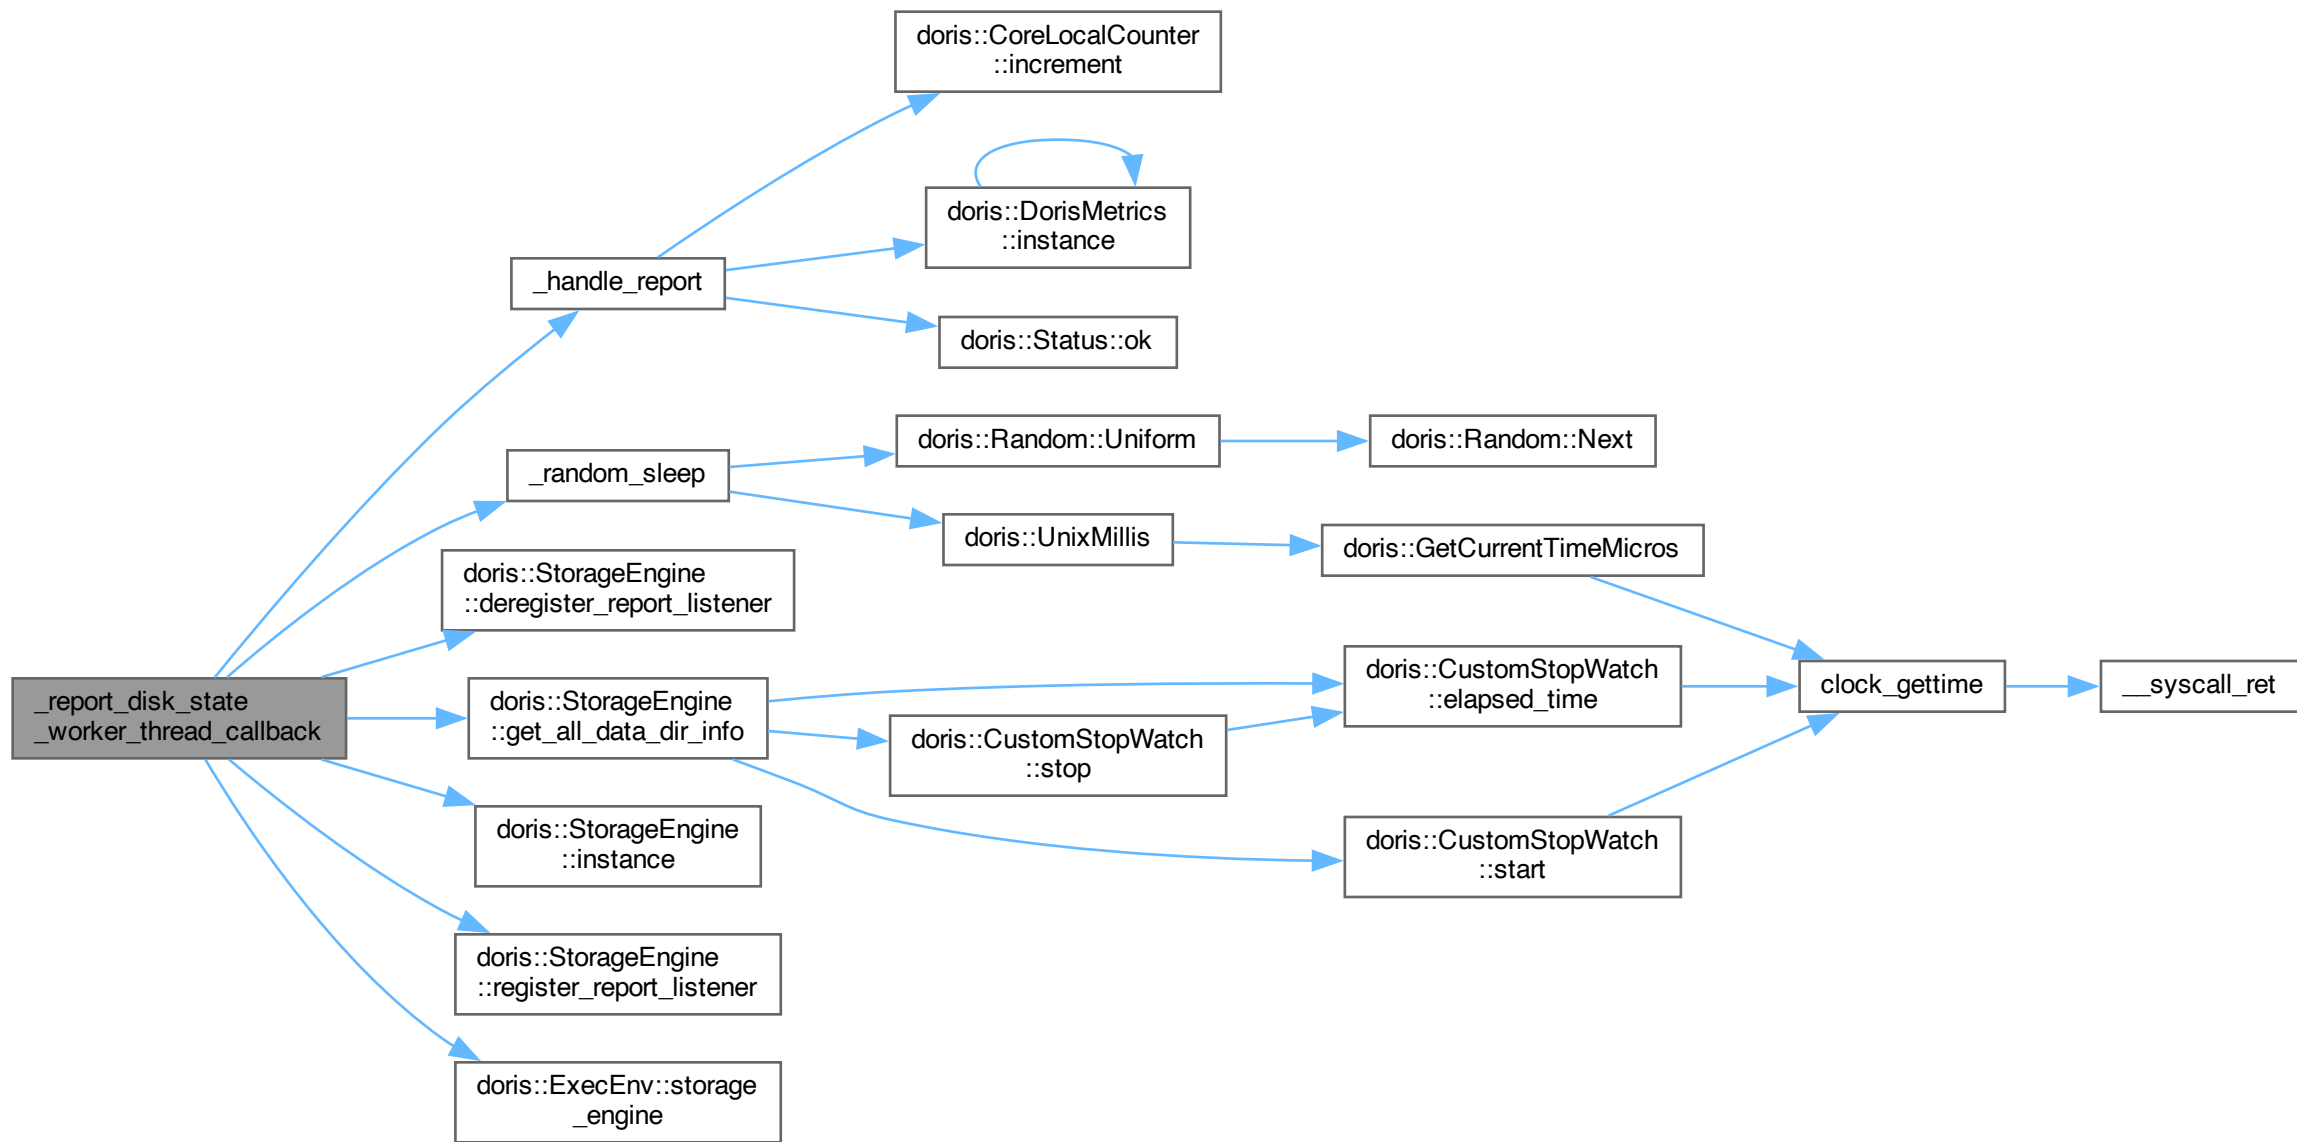 doris::CoreLocalCounter
::increment
doris::DorisMetrics
::instance
_handle_report
doris::Status::ok
doris::Random::Uniform
doris::Random::Next
_random_sleep
doris::UnixMillis
doris::GetCurrentTimeMicros
doris::StorageEngine
::deregister_report_listener
_report_disk_state
_worker_thread_callback
doris::StorageEngine
::get_all_data_dir_info
doris::CustomStopWatch
::elapsed_time
clock_gettime
__syscall_ret
doris::CustomStopWatch
::stop
doris::StorageEngine
::instance
doris::CustomStopWatch
::start
doris::StorageEngine
::register_report_listener
doris::ExecEnv::storage
_engine